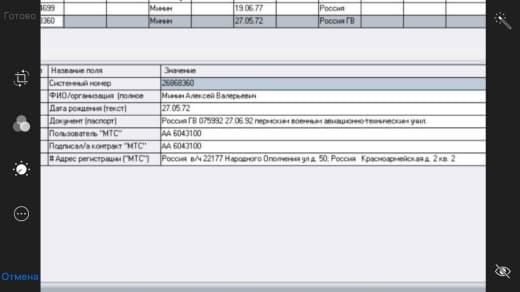 Готово
4699 Минин 19.06.77 Россия
8360 Минин 27.05.72 Россия ГВ
Название поля Значение
Системный номер 26868360
ФИО/организация (полное Минин Алексей Валерьевич
Дата рождения (текст) 27.05.72
Документ (паспорт) Россия ГВ 075992 27.06.92 пермским военным авиационно-техническим учил.
Пользователь "МТС" АА 6043100
Подписал/а контракт "МТС" АА 6043100
# Адрес регистрации ("МТС") Россия в/ч 22177 Народного Ополчения ул д. 50; Россия Красноармейская д. 2 кв. 2
Отмена